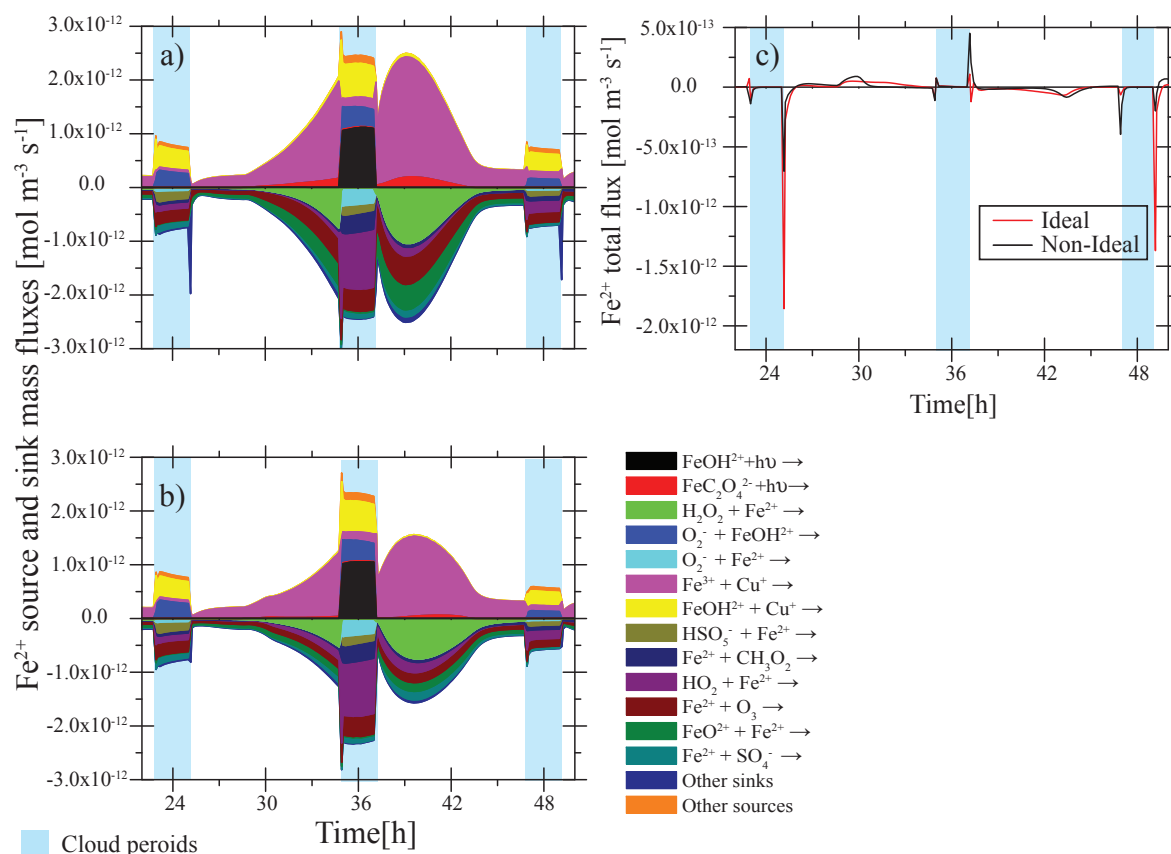 Fe²⁺ source and sink mass fluxes [mol m⁻³ s⁻¹]
a)
3.0x10⁻¹²
2.0x10⁻¹²
1.0x10⁻¹²
0.0
-1.0x10⁻¹²
-2.0x10⁻¹²
-3.0x10⁻¹²
24 30 36 42 48
b)
3.0x10⁻¹²
2.0x10⁻¹²
1.0x10⁻¹²
0.0
-1.0x10⁻¹²
-2.0x10⁻¹²
-3.0x10⁻¹²
24 30 36 42 48
Time[h]
Cloud peroids
Fe²⁺ total flux [mol m⁻³ s⁻¹]
c)
5.0x10⁻¹³
0.0
-5.0x10⁻¹³
-1.0x10⁻¹²
-1.5x10⁻¹²
-2.0x10⁻¹²
Ideal
Non-Ideal
24 30 36 42 48
Time[h]
FeOH²⁺+hυ →
FeC₂O₄²⁻+hυ→
H₂O₂ + Fe²⁺→
O₂⁻ + FeOH²⁺→
O₂⁻ + Fe²⁺→
Fe³⁺ + Cu⁺→
FeOH²⁺ + Cu⁺→
HSO₅⁻ + Fe²⁺→
Fe²⁺ + CH₃O₂ →
HO₂ + Fe²⁺ →
Fe²⁺ + O₃ →
FeO²⁺ + Fe²⁺→
Fe²⁺ + SO₄⁻ →
Other sinks
Other sources